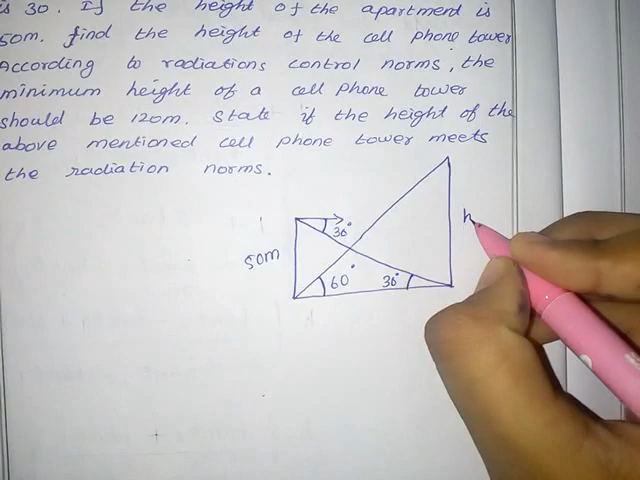 is 30. If the height of the apartment is
50m. find the height of the cell phone tower
According to radiations control norms, the
minimum height of a cell phone tower
should be 120m. State if the height of the
above mentioned cell phone tower meets
the radiation norms.
30°
h
50m
60° 30°